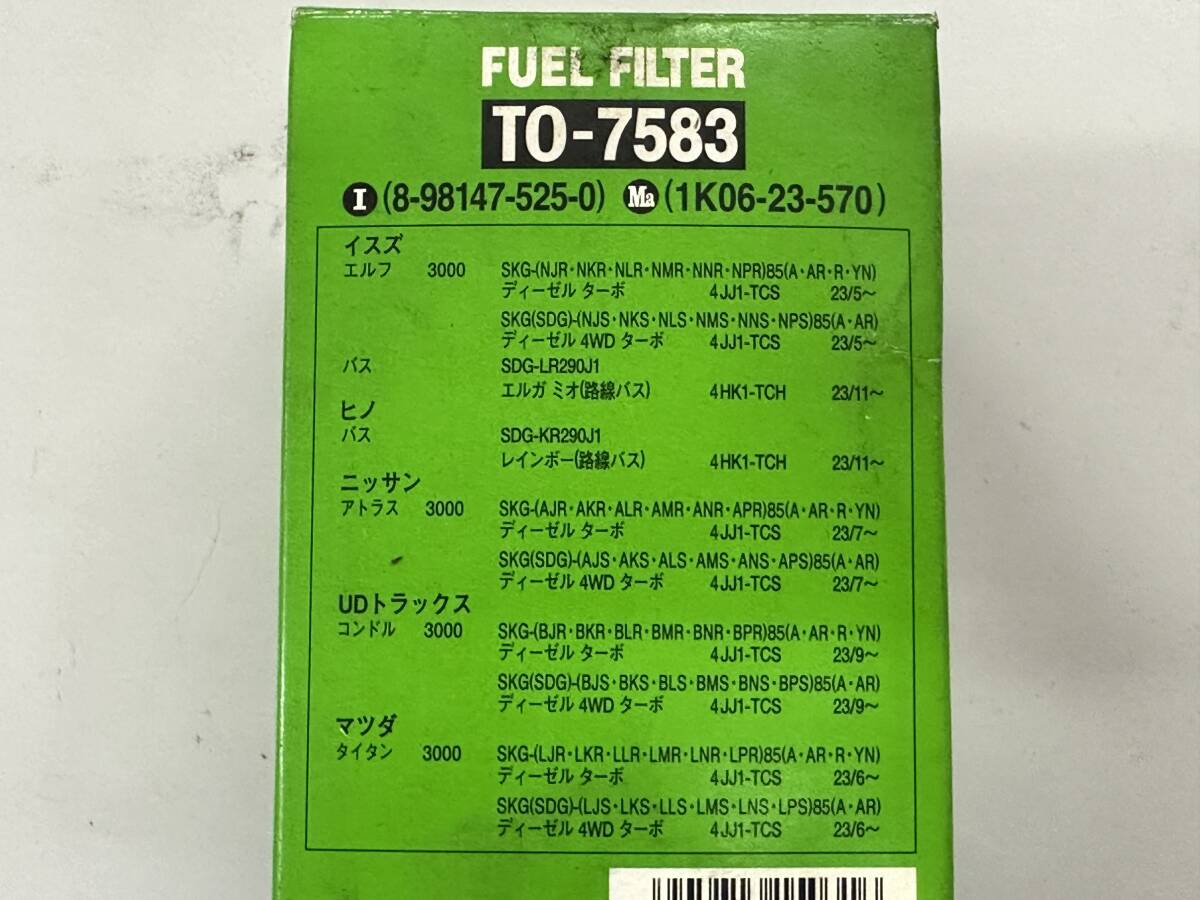 FUEL FILTER
TO-7583
I (8-98147-525-0) Ma (1K06-23-570)
イスズ
エルフ 3000 SKG-(NJR・NKR・NLR・NMR・NNR・NPR)85(A・AR・R・YN)
ディーゼル ターボ 4JJ1-TCS 23/5~
SKG(SDG)-(NJS・NKS・NLS・NMS・NNS・NPS)85(A・AR)
ディーゼル 4WD ターボ 4JJ1-TCS 23/5~
バス SDG-LR290J1
エルガ ミオ(路線バス) 4HK1-TCH 23/11~
ヒノ
バス SDG-KR290J1
レインボー(路線バス) 4HK1-TCH 23/11~
ニッサン
アトラス 3000 SKG-(AJR・AKR・ALR・AMR・ANR・APR)85(A・AR・R・YN)
ディーゼル ターボ 4JJ1-TCS 23/7~
SKG(SDG)-(AJS・AKS・ALS・AMS・ANS・APS)85(A・AR)
ディーゼル 4WD ターボ 4JJ1-TCS 23/7~
UDトラックス
コンドル 3000 SKG-(BJR・BKR・BLR・BMR・BNR・BPR)85(A・AR・R・YN)
ディーゼル ターボ 4JJ1-TCS 23/9~
SKG(SDG)-(BJS・BKS・BLS・BMS・BNS・BPS)85(A・AR)
ディーゼル 4WD ターボ 4JJ1-TCS 23/9~
マツダ
タイタン 3000 SKG-(LJR・LKR・LLR・LMR・LNR・LPR)85(A・AR・R・YN)
ディーゼル ターボ 4JJ1-TCS 23/6~
SKG(SDG)-(LJS・LKS・LLS・LMS・LNS・LPS)85(A・AR)
ディーゼル 4WD ターボ 4JJ1-TCS 23/6~